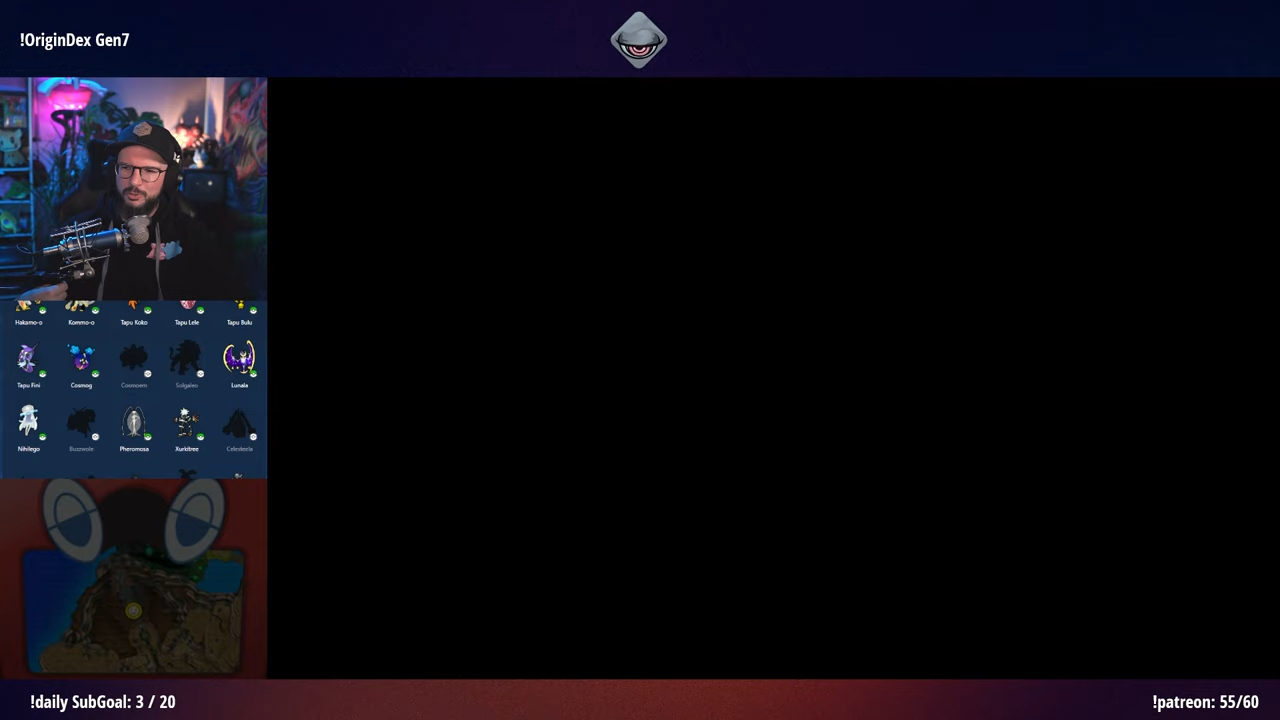 !OriginDex Gen7
Hakamo-o Kommo-o Tapu Koko Tapu Lele Tapu Bulu
Tapu Fini Cosmog Cosmoem Solgaleo Lunala
Nihilego Buzzwole Pheromosa Xurkitree Celesteela
!daily SubGoal: 3 / 20
!patreon: 55/60